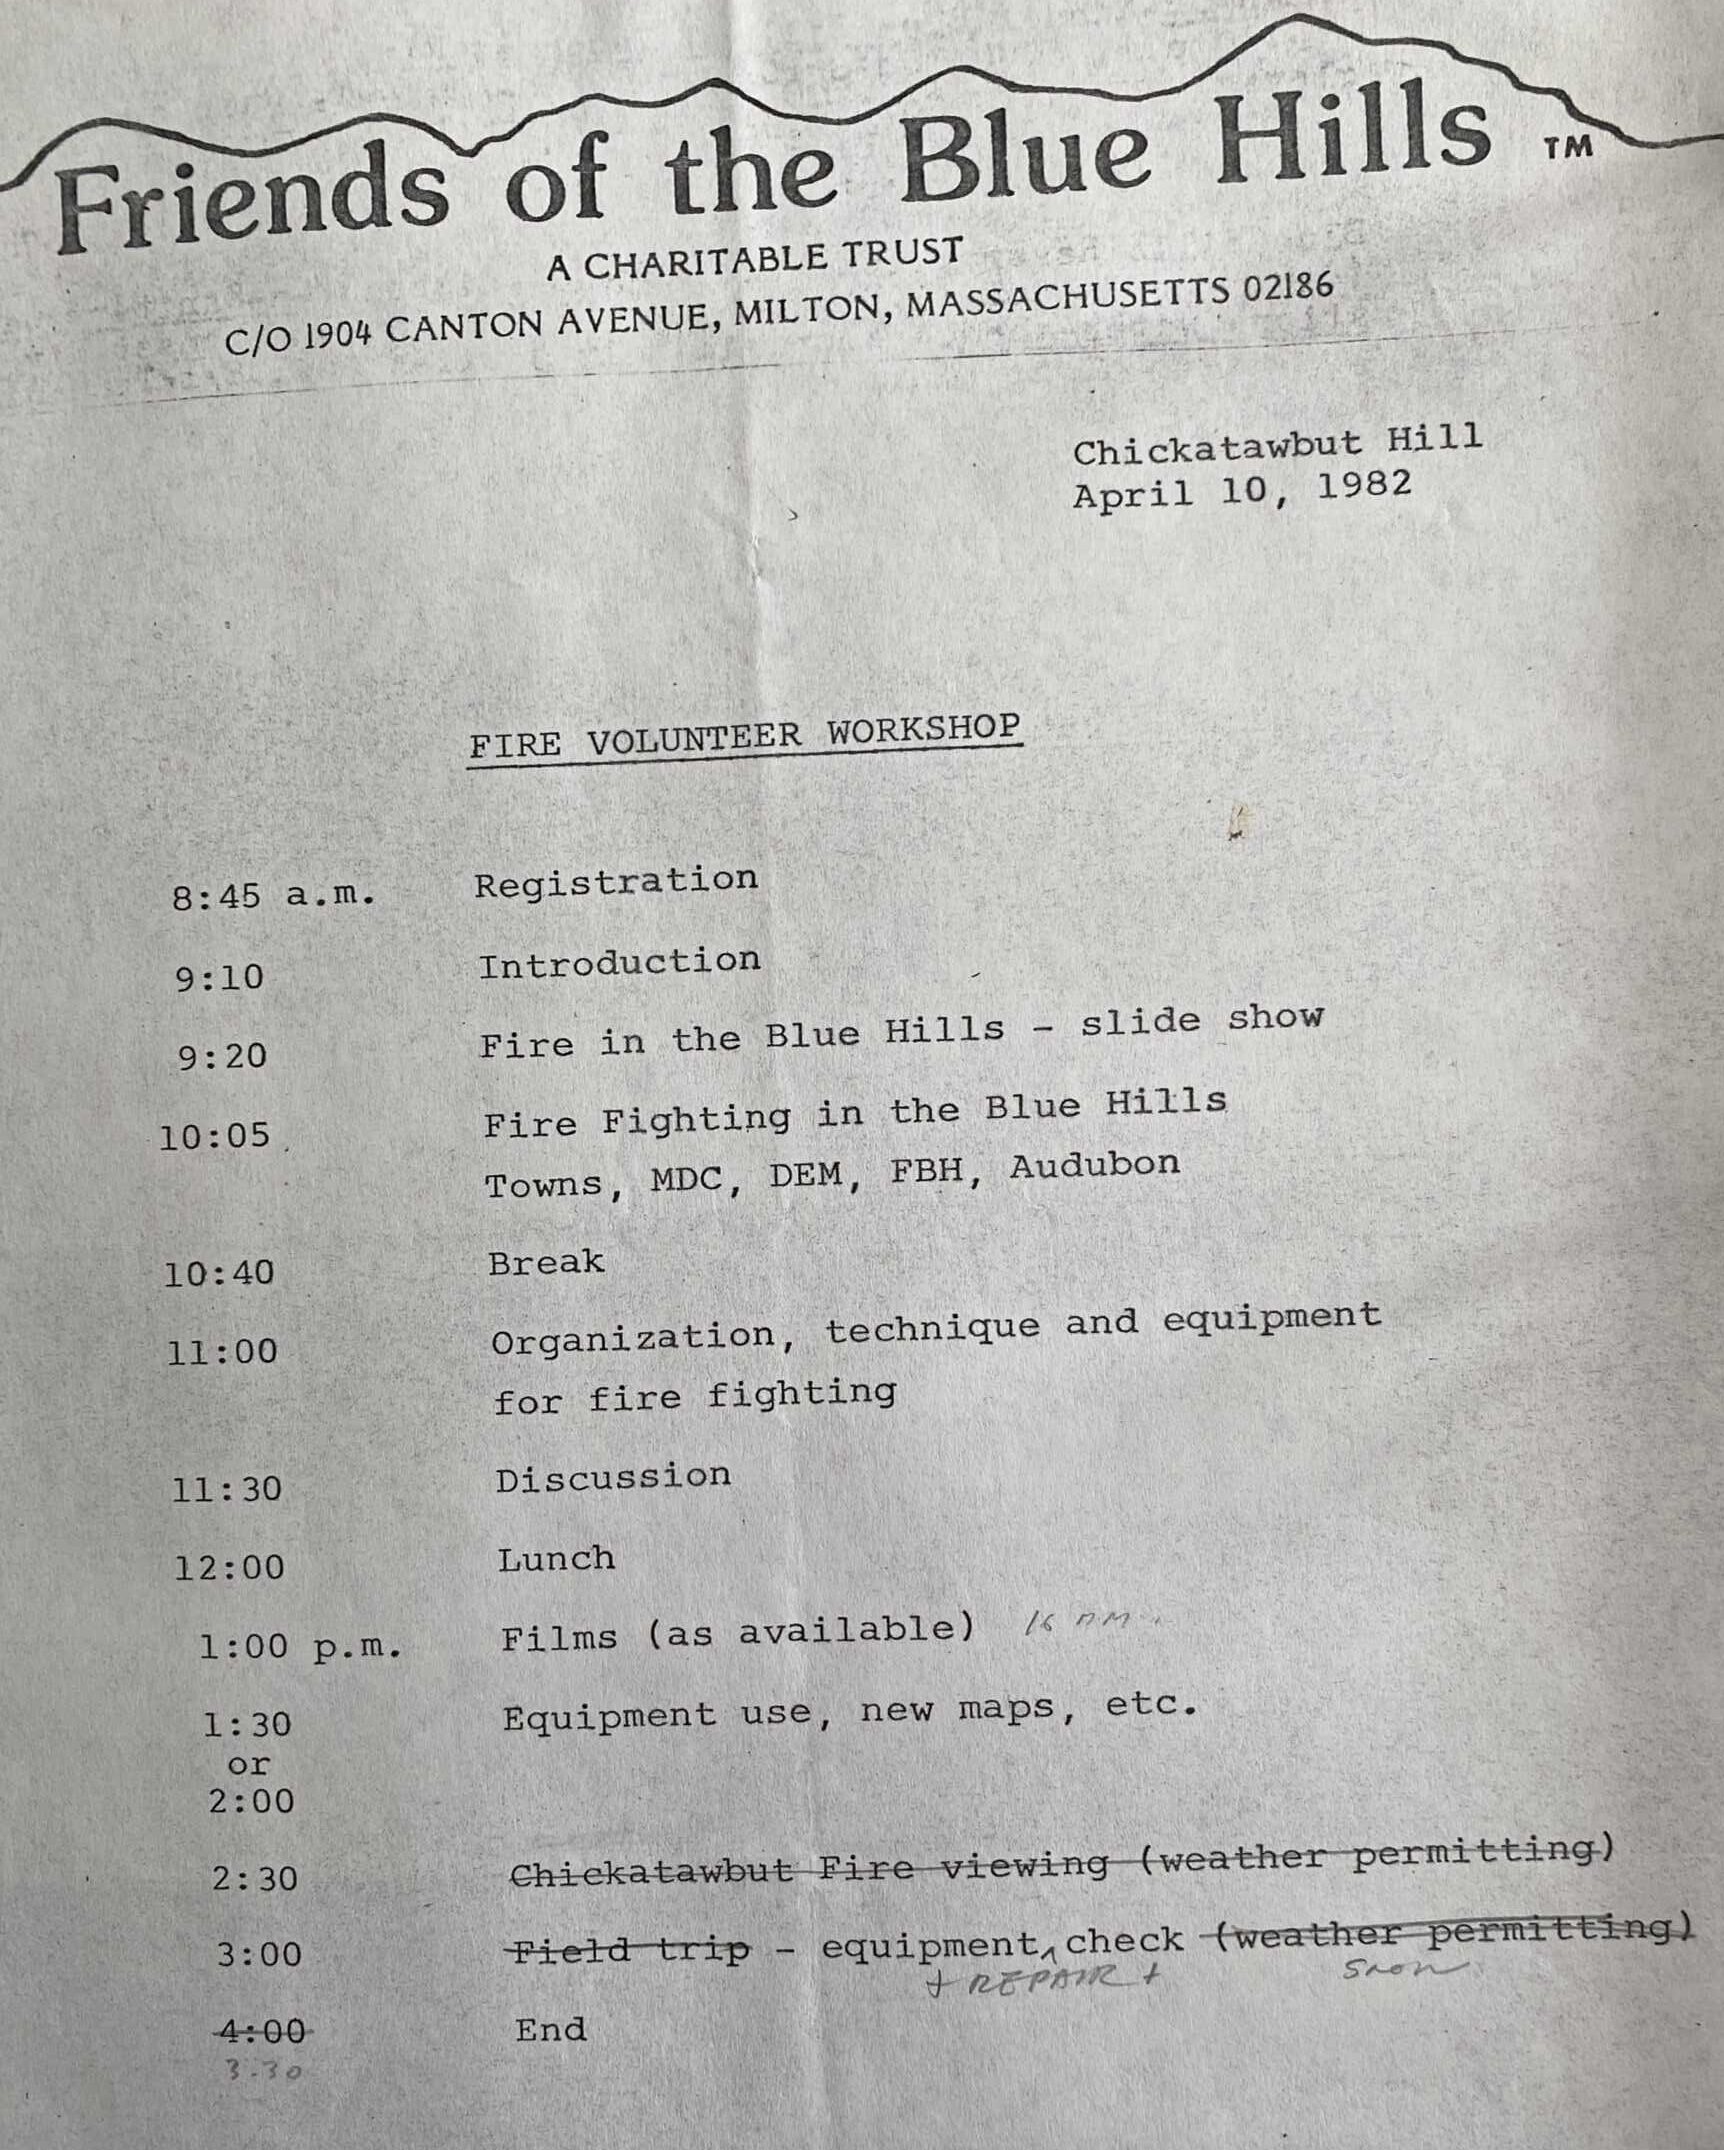 Friends of the Blue Hills ™
A CHARITABLE TRUST
C/O 1904 CANTON AVENUE, MILTON, MASSACHUSETTS 02186
Chickatawbut Hill
April 10, 1982
FIRE VOLUNTEER WORKSHOP
8:45 a.m. Registration
9:10 Introduction
9:20 Fire in the Blue Hills - slide show
10:05 Fire Fighting in the Blue Hills
Towns, MDC, DEM, FBH, Audubon
10:40 Break
11:00 Organization, technique and equipment
for fire fighting
11:30 Discussion
12:00 Lunch
1:00 p.m. Films (as available) 16 MM.
1:30 Equipment use, new maps, etc.
or
2:00
2:30 Chickatawbut Fire viewing (weather permitting)
3:00 Field trip - equipment check (weather permitting)
+ REPAIR + snow
4:00 End
3.30